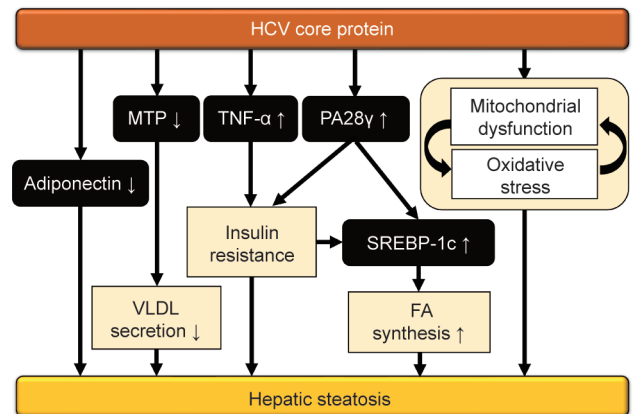 HCV core protein
MTP ↓
TNF-α ↑
PA28γ ↑
Mitochondrial
dysfunction
Oxidative
stress
Adiponectin ↓
Insulin
resistance
SREBP-1c ↑
VLDL
secretion ↓
FA
synthesis ↑
Hepatic steatosis